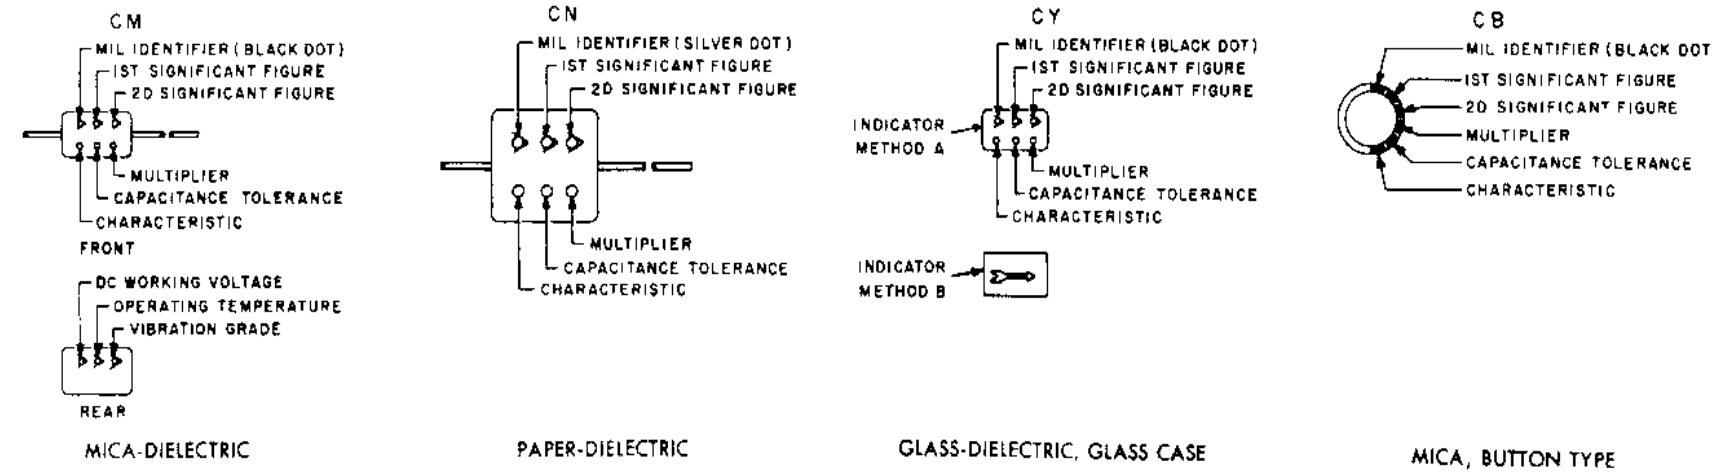 CM
MIL IDENTIFIER (BLACK DOT)
1ST SIGNIFICANT FIGURE
2D SIGNIFICANT FIGURE
MULTIPLIER
CAPACITANCE TOLERANCE
CHARACTERISTIC
FRONT
DC WORKING VOLTAGE
OPERATING TEMPERATURE
VIBRATION GRADE
REAR
MICA-DIELECTRIC
CN
MIL IDENTIFIER (SILVER DOT)
1ST SIGNIFICANT FIGURE
2D SIGNIFICANT FIGURE
MULTIPLIER
CAPACITANCE TOLERANCE
CHARACTERISTIC
PAPER-DIELECTRIC
CY
MIL IDENTIFIER (BLACK DOT)
1ST SIGNIFICANT FIGURE
2D SIGNIFICANT FIGURE
INDICATOR
METHOD A
MULTIPLIER
CAPACITANCE TOLERANCE
CHARACTERISTIC
INDICATOR
METHOD B
GLASS-DIELECTRIC, GLASS CASE
CB
MIL IDENTIFIER (BLACK DOT
1ST SIGNIFICANT FIGURE
2D SIGNIFICANT FIGURE
MULTIPLIER
CAPACITANCE TOLERANCE
CHARACTERISTIC
MICA, BUTTON TYPE